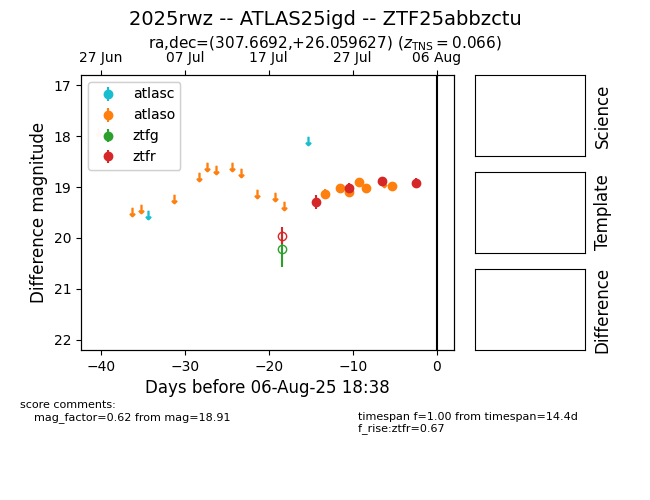 2025rwz -- ATLAS25igd -- ZTF25abbzctu
ra,dec=(307.6692,+26.059627) (z_TNS = 0.066)
27 Jun 07 Jul 17 Jul 27 Jul 06 Aug
17
18
19
20
21
22
Difference magnitude
atlasc
atlaso
ztfg
ztfr
−40 −30 −20 −10 0
Days before 06-Aug-25 18:38
Science
Template
Difference
score comments:
mag_factor=0.62 from mag=18.91
timespan f=1.00 from timespan=14.4d
f_rise:ztfr=0.67